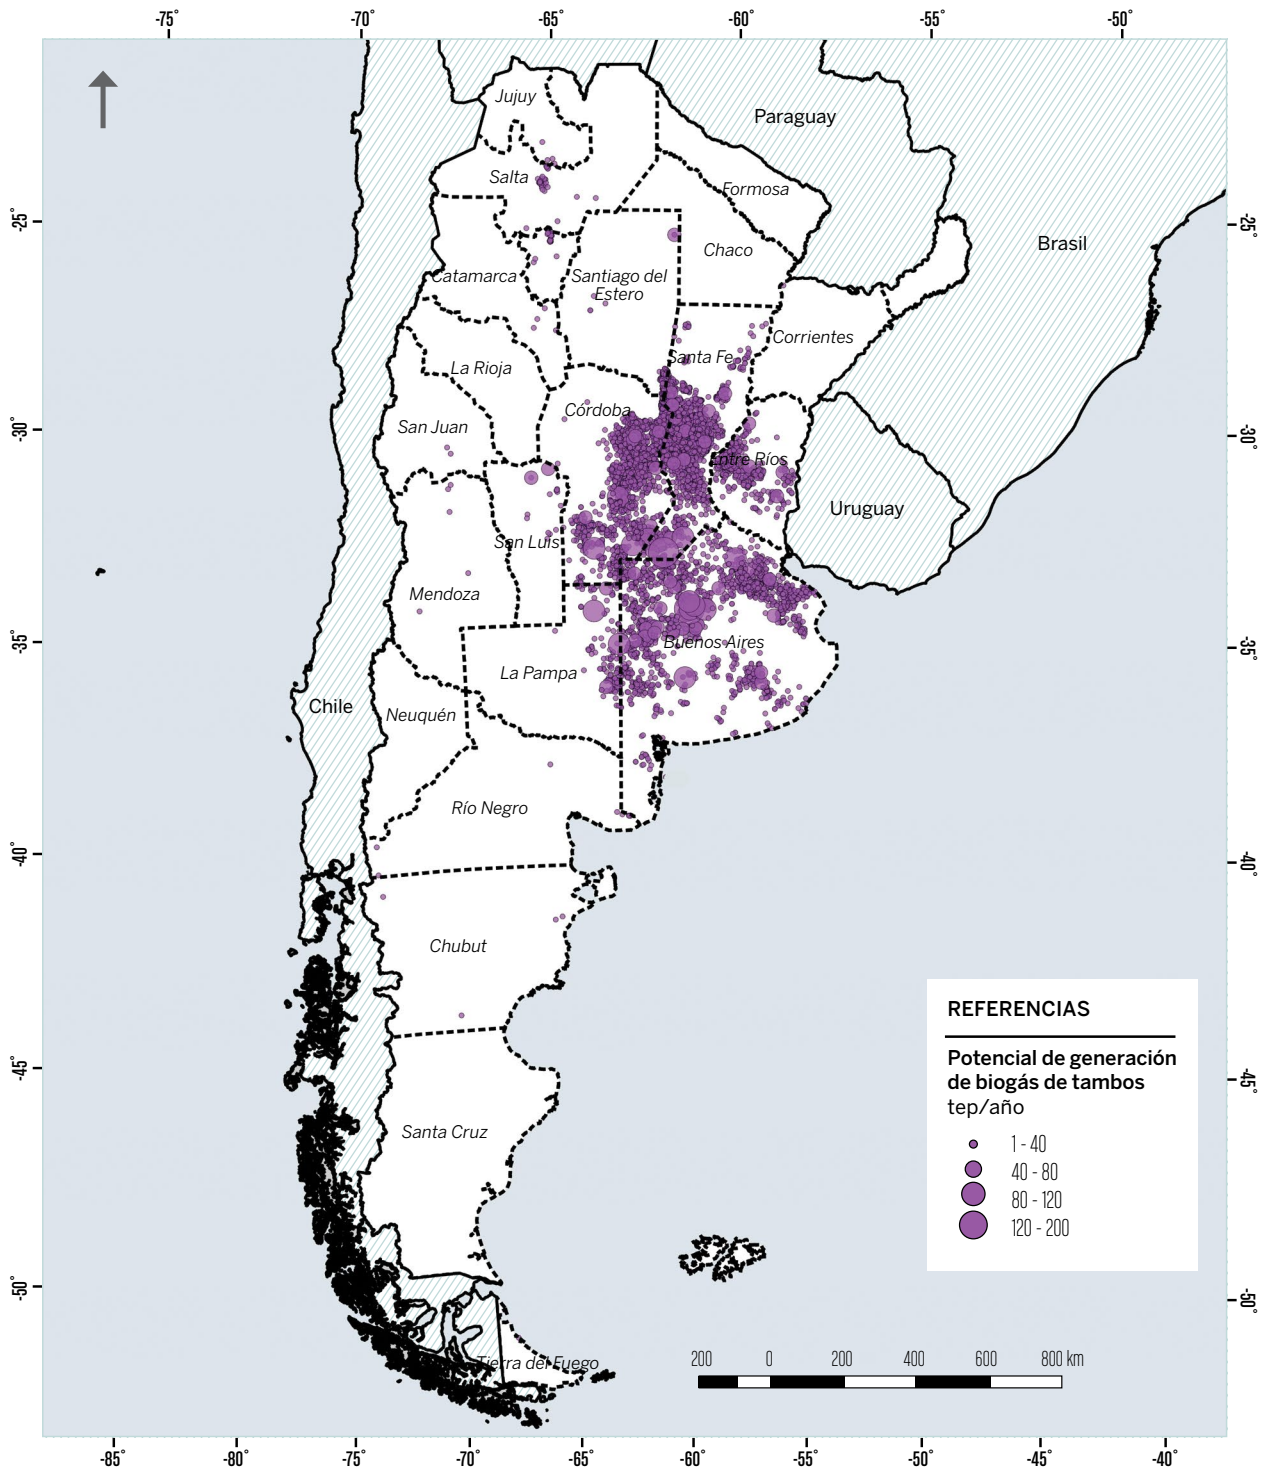 -75°
-70°
-65°
-60°
-55°
-50°
Jujuy
Paraguay
Salta
Formosa
-25°
-25°
Chaco
Brasil
Catamarca
Santiago del
Estero
Corrientes
Santa Fe
La Rioja
Córdoba
San Juan
-30°
-30°
Entre Ríos
Uruguay
San Luis
Mendoza
-35°
-35°
Buenos Aires
La Pampa
Chile
Neuquén
Río Negro
-40°
-40°
Chubut
REFERENCIAS
Potencial de generación
de biogás de tambos
tep/año
1 - 40
40 - 80
80 - 120
120 - 200
-45°
-45°
Santa Cruz
-50°
-50°
Tierra del Fuego
200 0 200 400 600 800 km
-85°
-80°
-75°
-70°
-65°
-60°
-55°
-50°
-45°
-40°